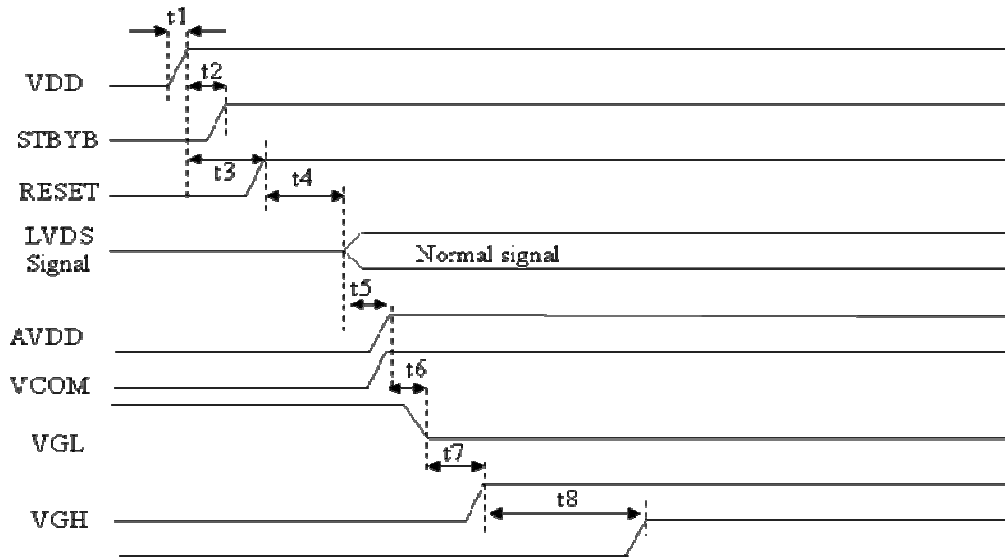 t1
VDD
t2
STBYB
t3
RESET
t4
LVDS
Signal
Normal signal
t5
AVDD
VCOM
t6
VGL
t7
VGH
t8